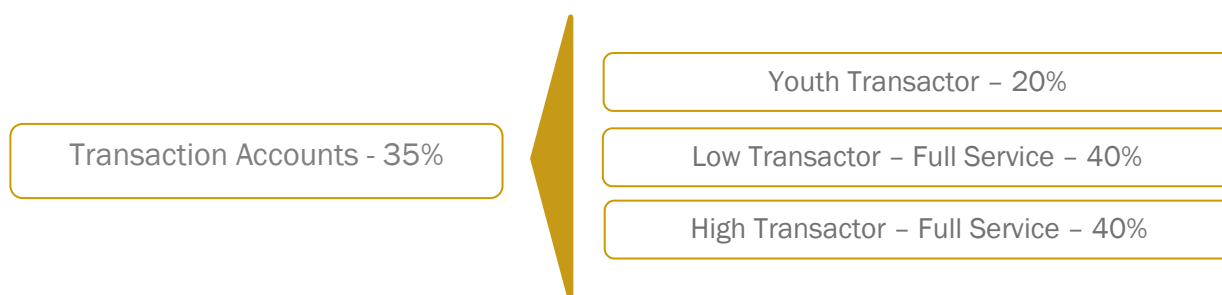 Transaction Accounts - 35%
Youth Transactor – 20%
Low Transactor – Full Service – 40%
High Transactor – Full Service – 40%